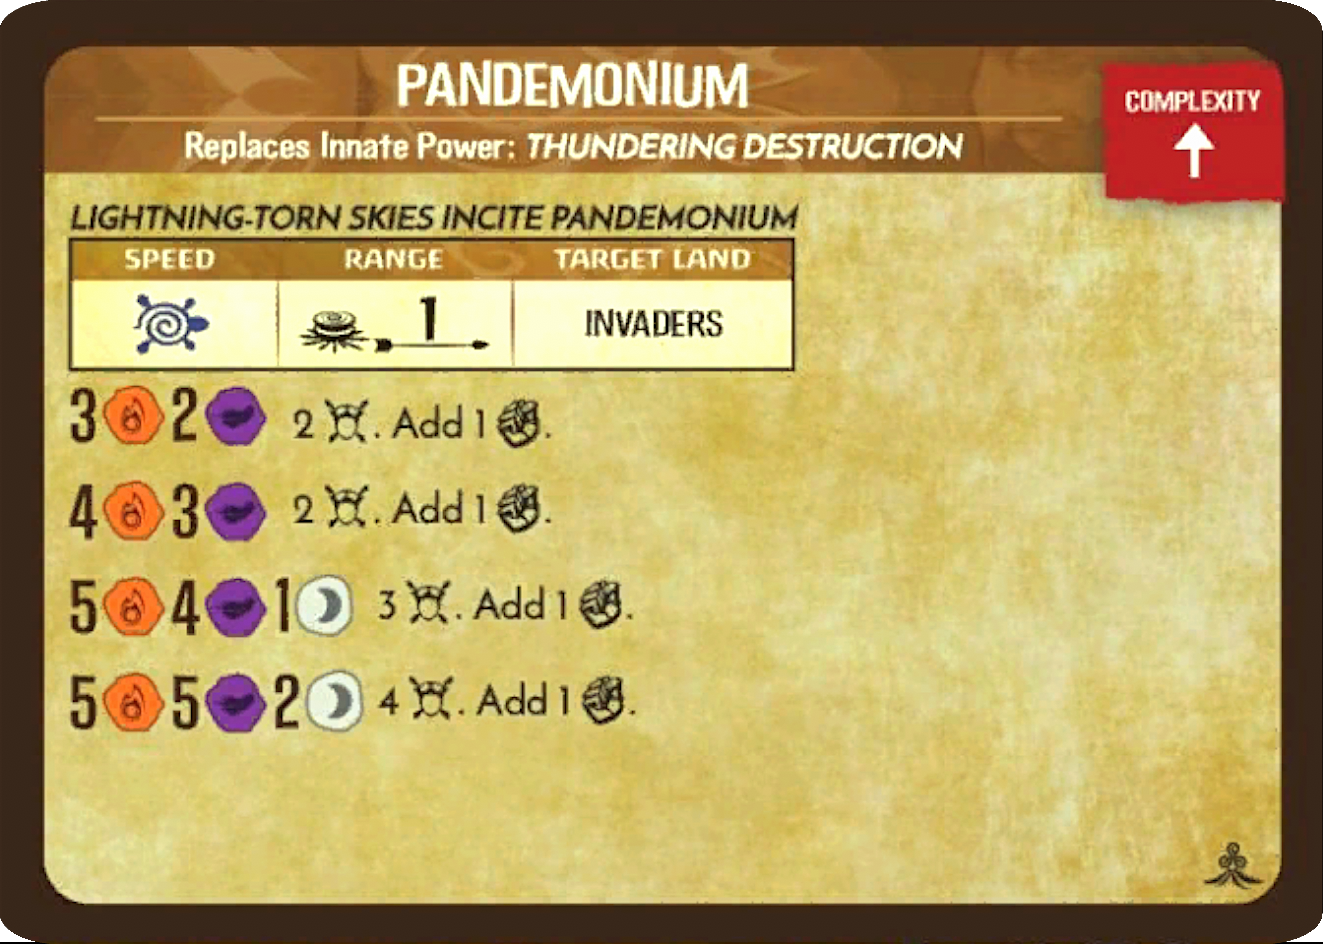 PANDEMONIUM
COMPLEXITY
Replaces Innate Power: THUNDERING DESTRUCTION
LIGHTNING-TORN SKIES INCITE PANDEMONIUM
SPEED RANGE TARGET LAND
1 INVADERS
3 2 2 . Add 1 .
4 3 2 . Add 1 .
5 4 1 3 . Add 1 .
5 5 2 4 . Add 1 .